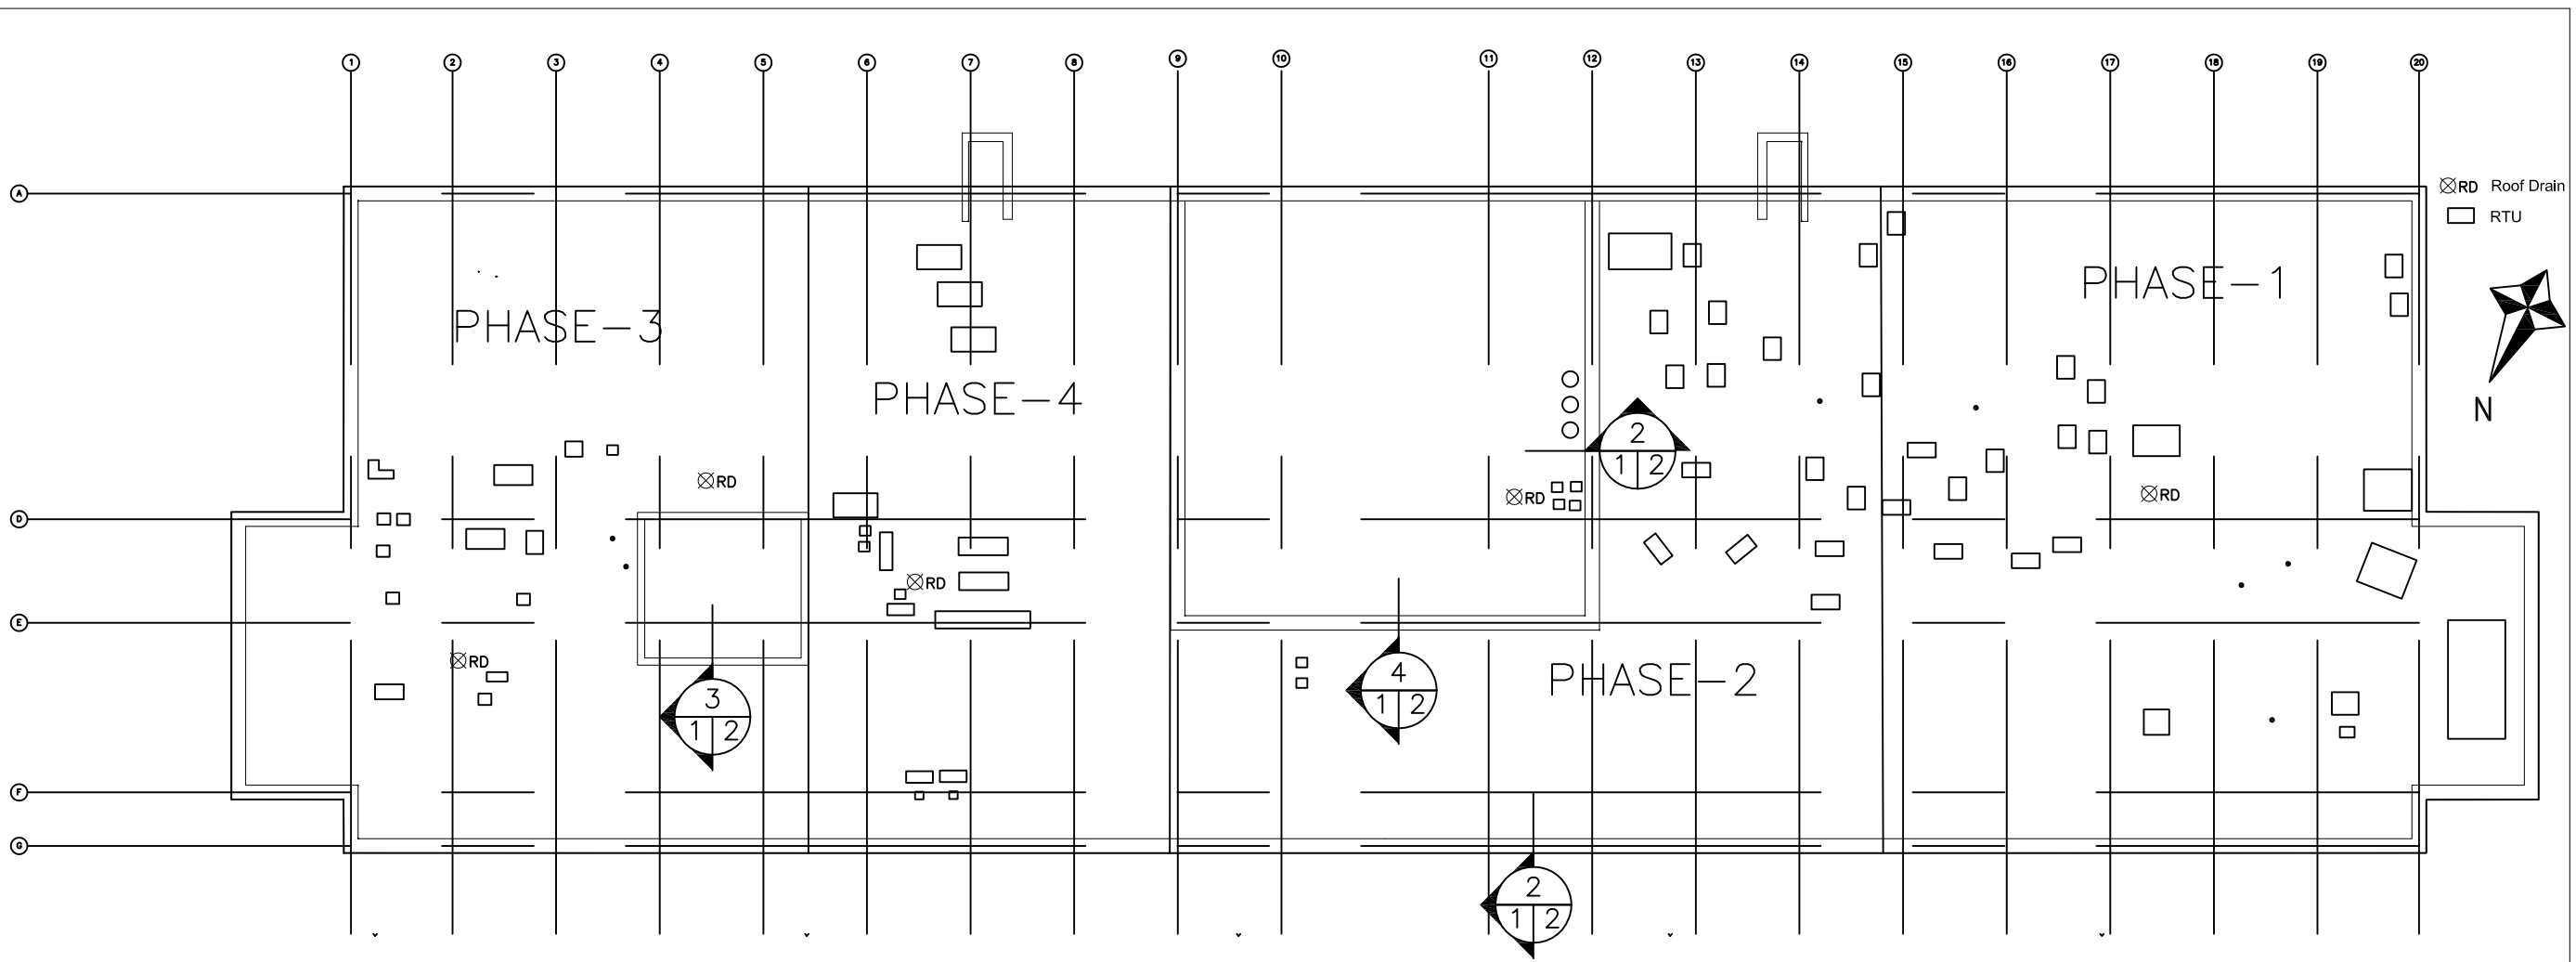 1 2 3 4 5 6 7 8 9 10 11 12 13 14 15 16 17 18 19 20
A
RD Roof Drain
RTU
PHASE-1
PHASE-3
PHASE-4
N
2
1 2
RD
RD
RD
D
RD
E
RD
PHASE-2
4
1 2
3
1 2
F
G
2
1 2